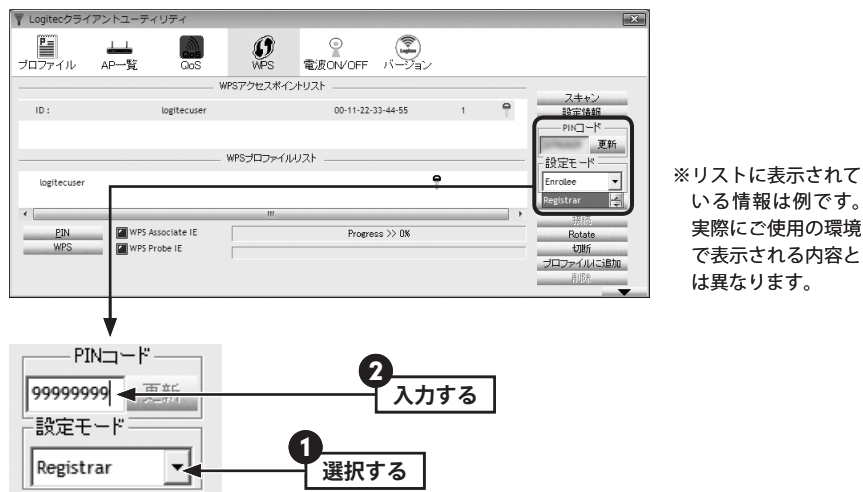 Logitecクライアントユーティリティ
プロファイル AP一覧 QoS WPS 電波ON/OFF バージョン
WPSアクセスポイントリスト
ID : logitecuser 00-11-22-33-44-55 1
スキャン
設定情報
PINコード
更新
設定モード
Enrollee
Registrar
WPSプロファイルリスト
logitecuser
接続
PIN WPS Associate IE Progress >> 0% Rotate
WPS WPS Probe IE 切断
プロファイルに追加
削除
※リストに表示されて
いる情報は例です。
実際にご使用の環境
で表示される内容と
は異なります。
PINコード
99999999 更新
2
入力する
設定モード
Registrar
1
選択する